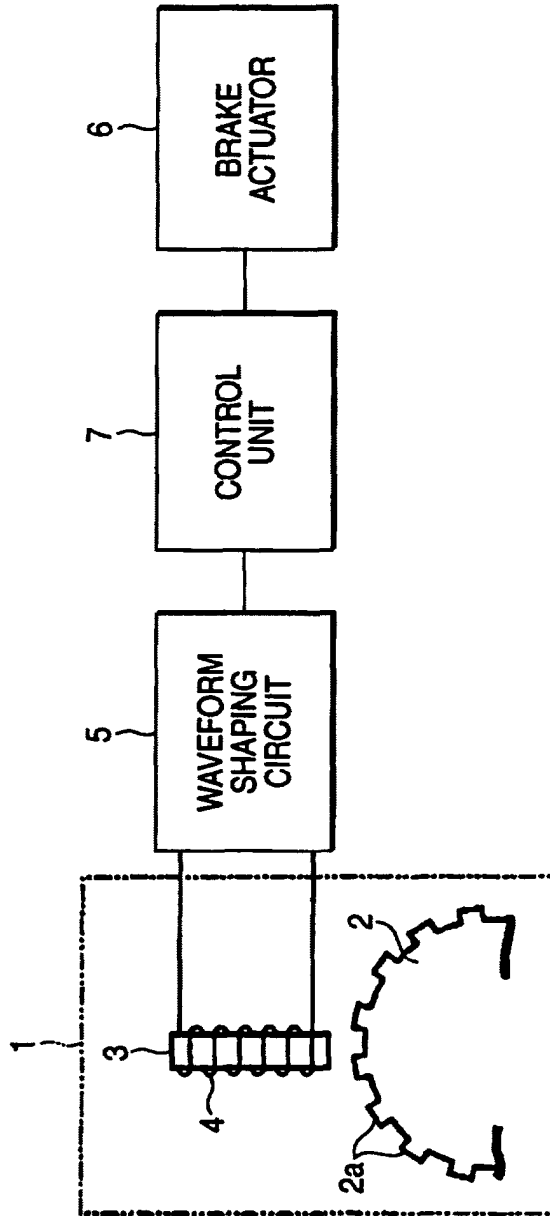 1
3
4
2
2a
5
WAVEFORM
SHAPING
CIRCUIT
7
CONTROL
UNIT
6
BRAKE
ACTUATOR